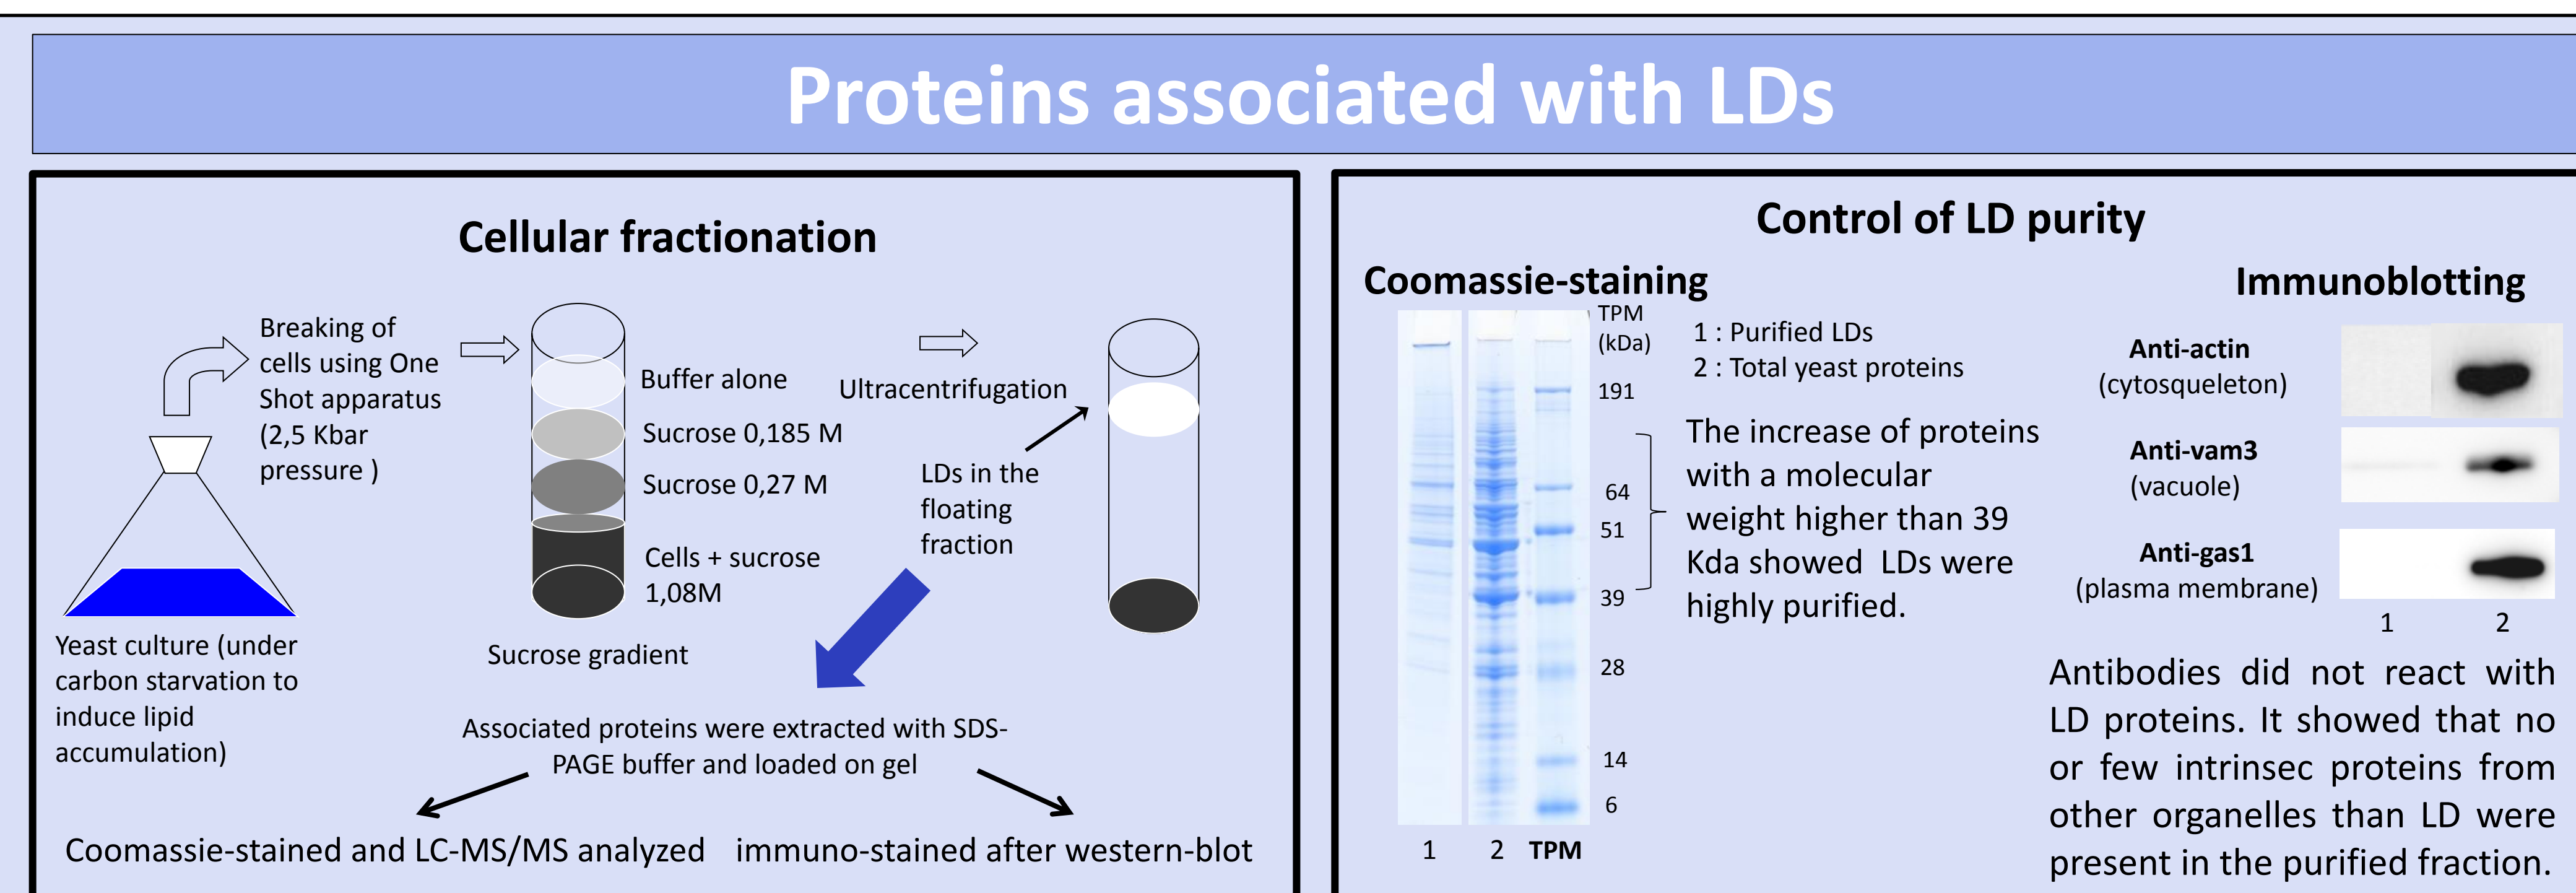 Proteins associated with LDs
Cellular fractionation
Breaking of
cells using One
Shot apparatus
(2,5 Kbar
pressure )
Yeast culture (under
carbon starvation to
induce lipid
accumulation)
Buffer alone
Sucrose 0,185 M
Sucrose 0,27 M
Cells + sucrose
1,08M
Sucrose gradient
Ultracentrifugation
LDs in the
floating
fraction
Associated proteins were extracted with SDS-
PAGE buffer and loaded on gel
Coomassie-stained and LC-MS/MS analyzed
immuno-stained after western-blot
Control of LD purity
Coomassie-staining
TPM
(kDa)
191
64
51
39
28
14
6
1 2 TPM
1 : Purified LDs
2 : Total yeast proteins
The increase of proteins
with a molecular
weight higher than 39
Kda showed LDs were
highly purified.
Immunoblotting
Anti-actin
(cytosqueleton)
Anti-vam3
(vacuole)
Anti-gas1
(plasma membrane)
1 2
Antibodies did not react with
LD proteins. It showed that no
or few intrinsec proteins from
other organelles than LD were
present in the purified fraction.